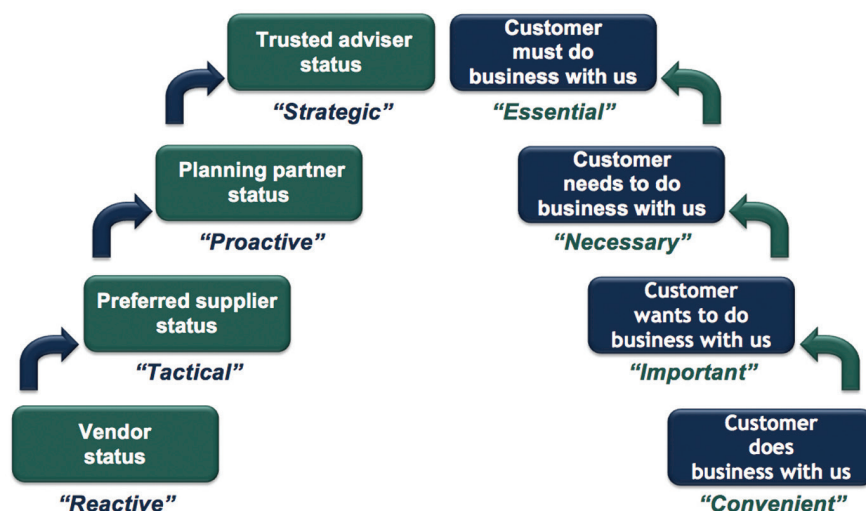 Trusted adviser
status
“Strategic”
Customer
must do
business with us
“Essential”
Planning partner
status
“Proactive”
Customer
needs to do
business with us
“Necessary”
Preferred supplier
status
“Tactical”
Customer
wants to do
business with us
“Important”
Vendor
status
“Reactive”
Customer
does
business with us
“Convenient”